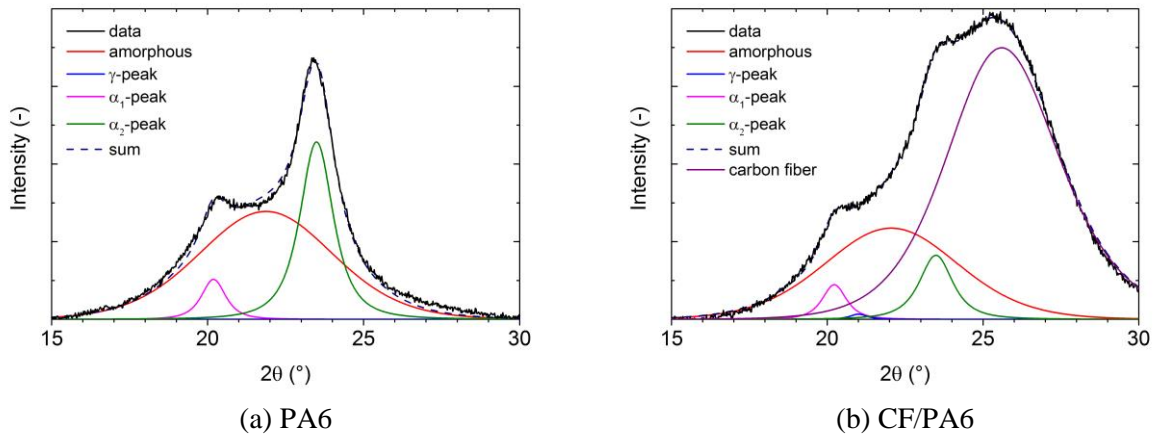 data
amorphous
γ-peak
α₁-peak
α₂-peak
sum
Intensity (-)
15 20 25 30
2θ (°)
(a) PA6
data
amorphous
γ-peak
α₁-peak
α₂-peak
sum
carbon fiber
Intensity (-)
15 20 25 30
2θ (°)
(b) CF/PA6